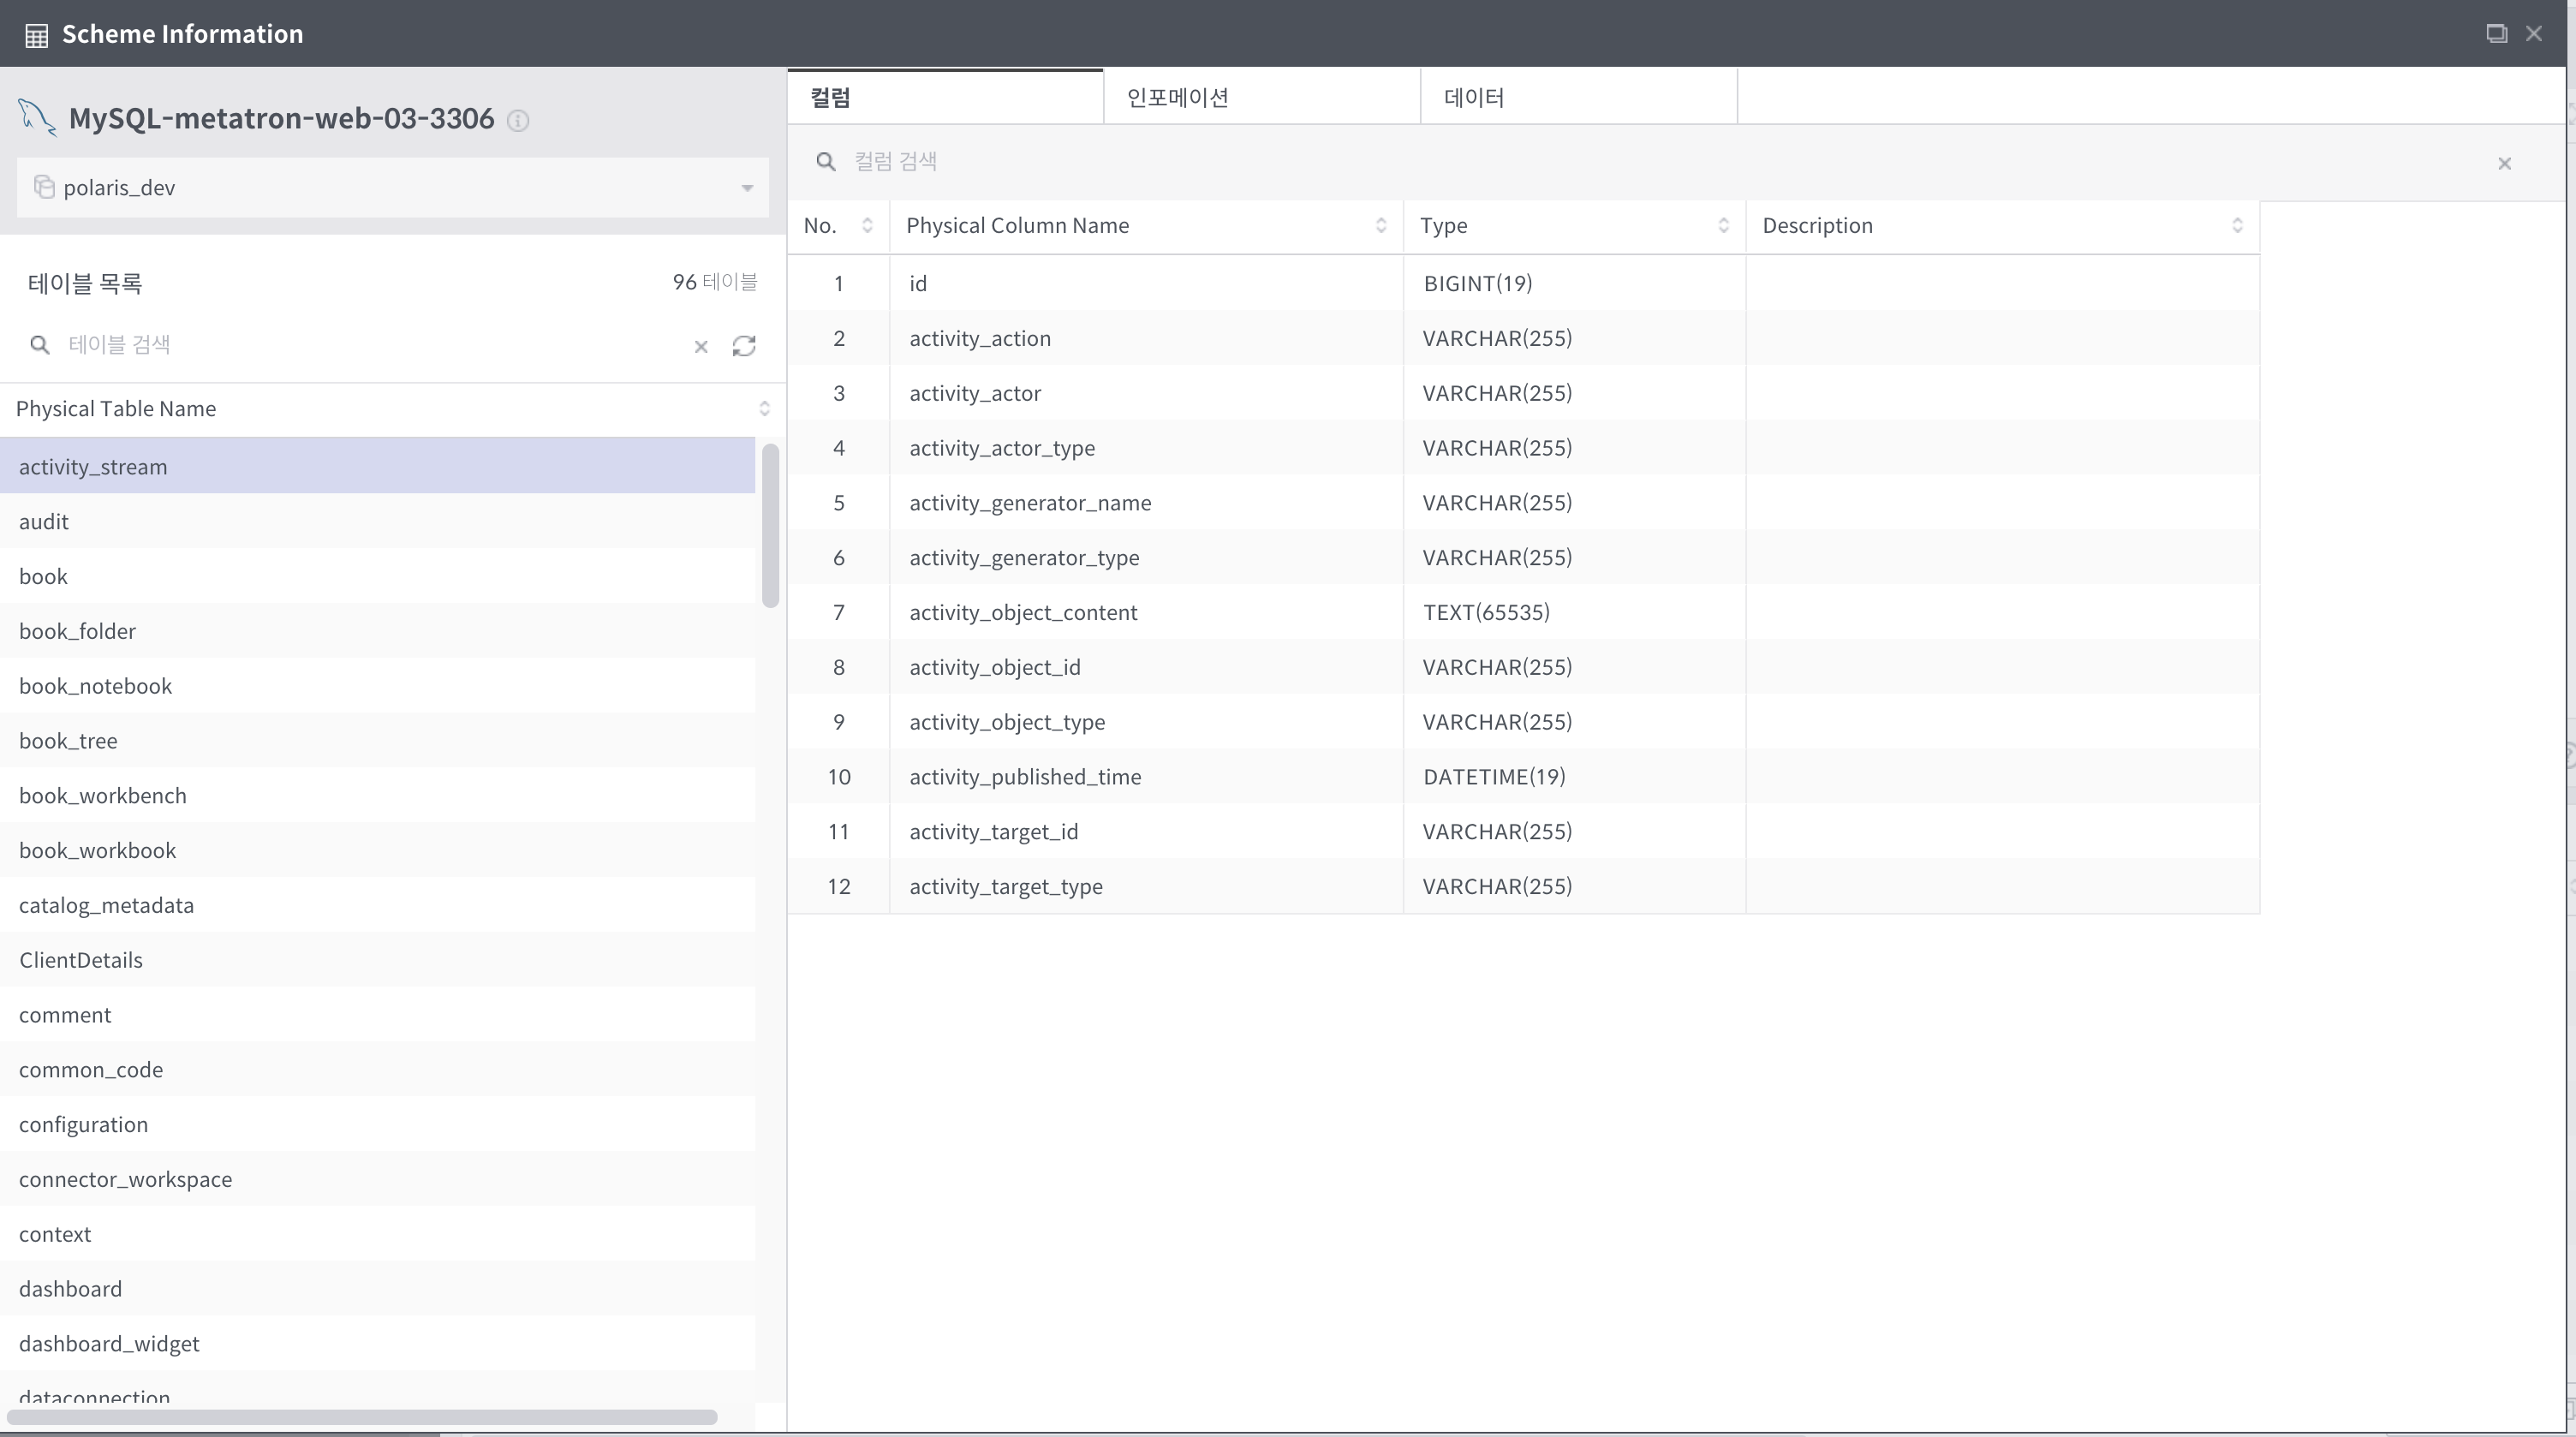 Scheme Information
MySQL-metatron-web-03-3306
polaris_dev
테이블 목록
96 테이블
테이블 검색
Physical Table Name
activity_stream
audit
book
book_folder
book_notebook
book_tree
book_workbench
book_workbook
catalog_metadata
ClientDetails
comment
common_code
configuration
connector_workspace
context
dashboard
dashboard_widget
dataconnection
컬럼 인포메이션 데이터
컬럼 검색
No. Physical Column Name Type Description
1 id BIGINT(19)
2 activity_action VARCHAR(255)
3 activity_actor VARCHAR(255)
4 activity_actor_type VARCHAR(255)
5 activity_generator_name VARCHAR(255)
6 activity_generator_type VARCHAR(255)
7 activity_object_content TEXT(65535)
8 activity_object_id VARCHAR(255)
9 activity_object_type VARCHAR(255)
10 activity_published_time DATETIME(19)
11 activity_target_id VARCHAR(255)
12 activity_target_type VARCHAR(255)